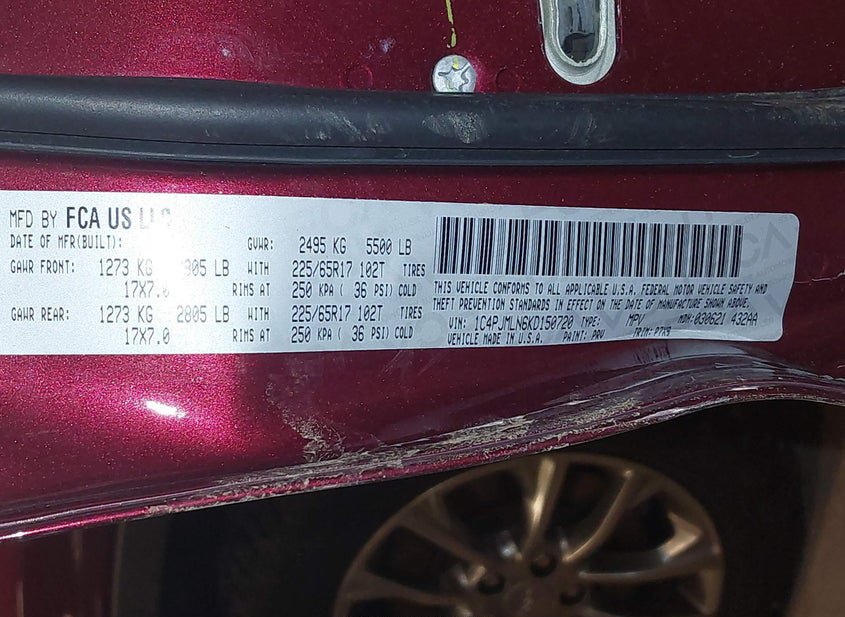 MFD BY FCA US LLC
DATE OF MFR(BUILT):
GVWR: 2495 KG 5500 LB
GAWR FRONT: 1273 KG 2805 LB WITH 225/65R17 102T TIRES
17X7.0 RIMS AT 250 KPA ( 36 PSI) COLD
GAWR REAR: 1273 KG 2805 LB WITH 225/65R17 102T TIRES
17X7.0 RIMS AT 250 KPA ( 36 PSI) COLD
THIS VEHICLE CONFORMS TO ALL APPLICABLE U.S.A. FEDERAL MOTOR VEHICLE SAFETY AND
THEFT PREVENTION STANDARDS IN EFFECT ON THE DATE OF MANUFACTURE SHOWN ABOVE.
VIN: 1C4PJMLN6KD150720 TYPE: MPV MDH: 030621 432AA
VEHICLE MADE IN U.S.A. PAINT: PRV TRIM: